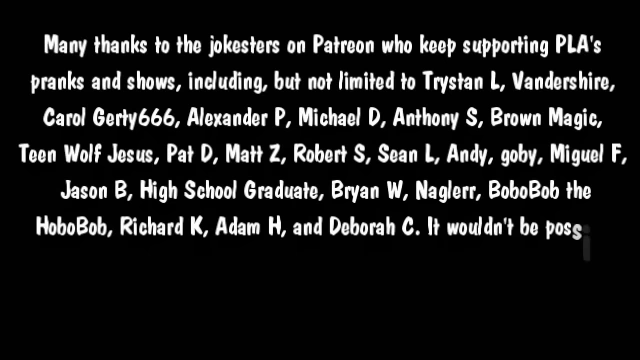 Many thanks to the jokesters on Patreon who keep supporting PLA's
pranks and shows, including, but not limited to Trystan L, Vandershire,
Carol Gerty666, Alexander P, Michael D, Anthony S, Brown Magic,
Teen Wolf Jesus, Pat D, Matt Z, Robert S, Sean L, Andy, goby, Miguel F,
Jason B, High School Graduate, Bryan W, Naglerr, BoboBob the
HoboBob, Richard K, Adam H, and Deborah C. It wouldn't be possi